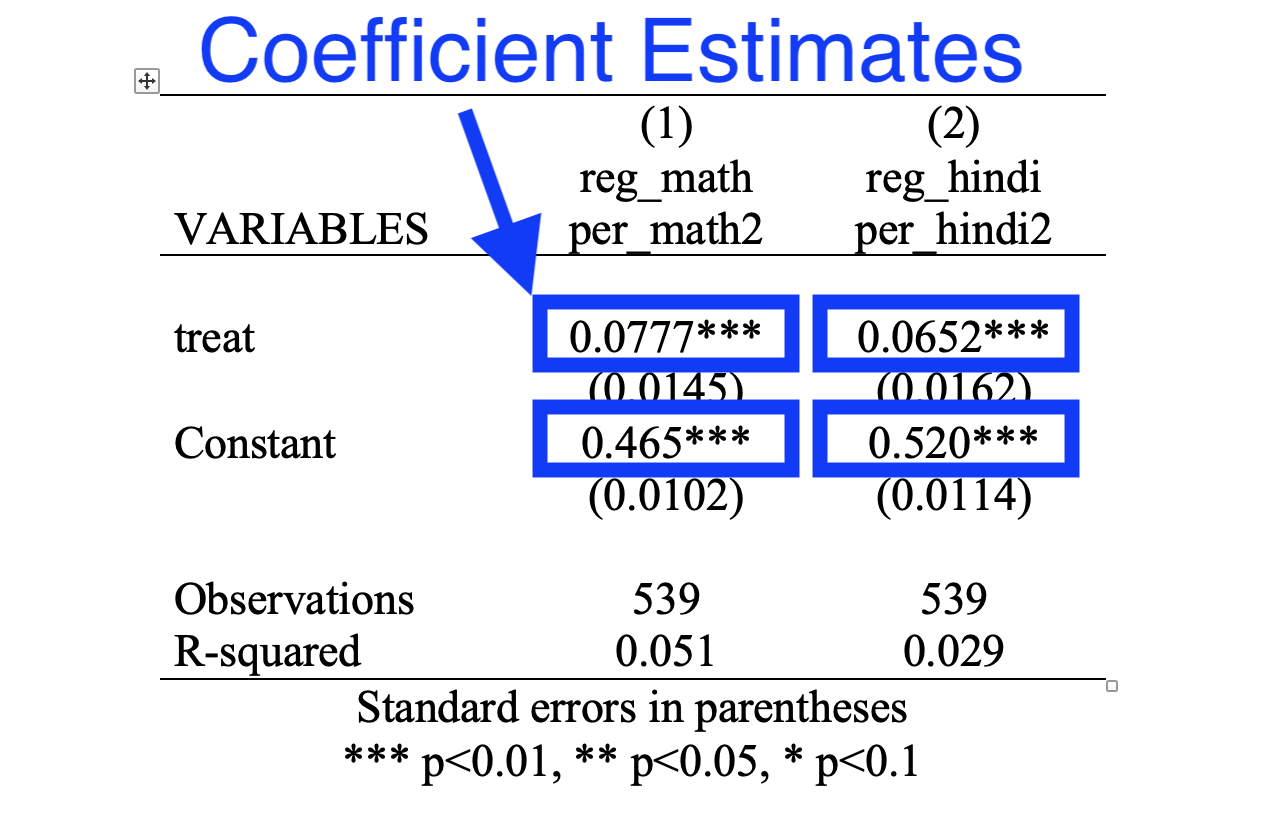 Coefficient Estimates
(1) (2)
reg_math reg_hindi
VARIABLES per_math2 per_hindi2
treat 0.0777*** 0.0652***
(0.0145) (0.0162)
Constant 0.465*** 0.520***
(0.0102) (0.0114)
Observations 539 539
R-squared 0.051 0.029
Standard errors in parentheses
*** p<0.01, ** p<0.05, * p<0.1